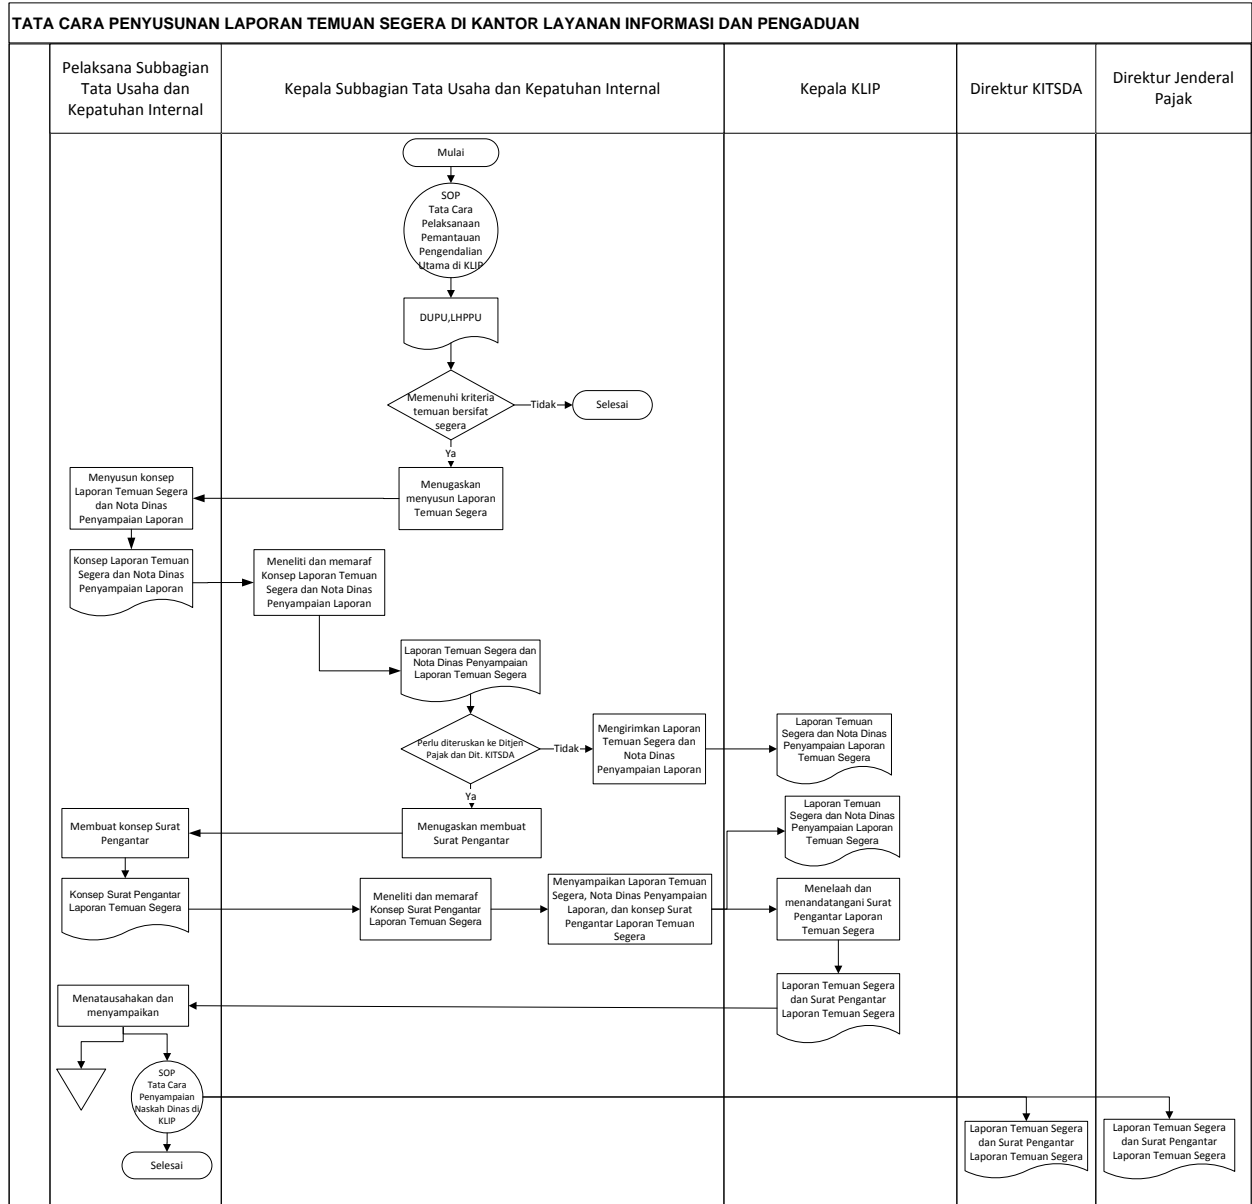 TATA CARA PENYUSUNAN LAPORAN TEMUAN SEGERA DI KANTOR LAYANAN INFORMASI DAN PENGADUAN
Pelaksana Subbagian
Tata Usaha dan
Kepatuhan Internal
Kepala Subbagian Tata Usaha dan Kepatuhan Internal
Kepala KLIP
Direktur KITSDA
Direktur Jenderal
Pajak
Mulai
SOP
Tata Cara
Pelaksanaan
Pemantauan
Pengendalian
Utama di KLIP
DUPU,LHPPU
Memenuhi kriteria
temuan bersifat
segera
Tidak
Selesai
Ya
Menugaskan
menyusun Laporan
Temuan Segera
Menyusun konsep
Laporan Temuan Segera
dan Nota Dinas
Penyampaian Laporan
Konsep Laporan Temuan
Segera dan Nota Dinas
Penyampaian Laporan
Meneliti dan memaraf
Konsep Laporan Temuan
Segera dan Nota Dinas
Penyampaian Laporan
Laporan Temuan Segera dan
Nota Dinas Penyampaian
Laporan Temuan Segera
Perlu diteruskan ke Ditjen
Pajak dan Dit. KITSDA
Tidak
Mengirimkan Laporan
Temuan Segera dan
Nota Dinas
Penyampaian Laporan
Laporan Temuan
Segera dan Nota Dinas
Penyampaian Laporan
Temuan Segera
Ya
Menugaskan membuat
Surat Pengantar
Membuat konsep Surat
Pengantar
Laporan Temuan
Segera dan Nota Dinas
Penyampaian Laporan
Temuan Segera
Konsep Surat Pengantar
Laporan Temuan Segera
Meneliti dan memaraf
Konsep Surat Pengantar
Laporan Temuan Segera
Menyampaikan Laporan Temuan
Segera, Nota Dinas Penyampaian
Laporan, dan konsep Surat
Pengantar Laporan Temuan
Segera
Menelaah dan
menandatangani Surat
Pengantar Laporan
Temuan Segera
Laporan Temuan Segera
dan Surat Pengantar
Laporan Temuan Segera
Menatausahakan dan
menyampaikan
SOP
Tata Cara
Penyampaian
Naskah Dinas di
KLIP
Selesai
Laporan Temuan Segera
dan Surat Pengantar
Laporan Temuan Segera
Laporan Temuan Segera
dan Surat Pengantar
Laporan Temuan Segera